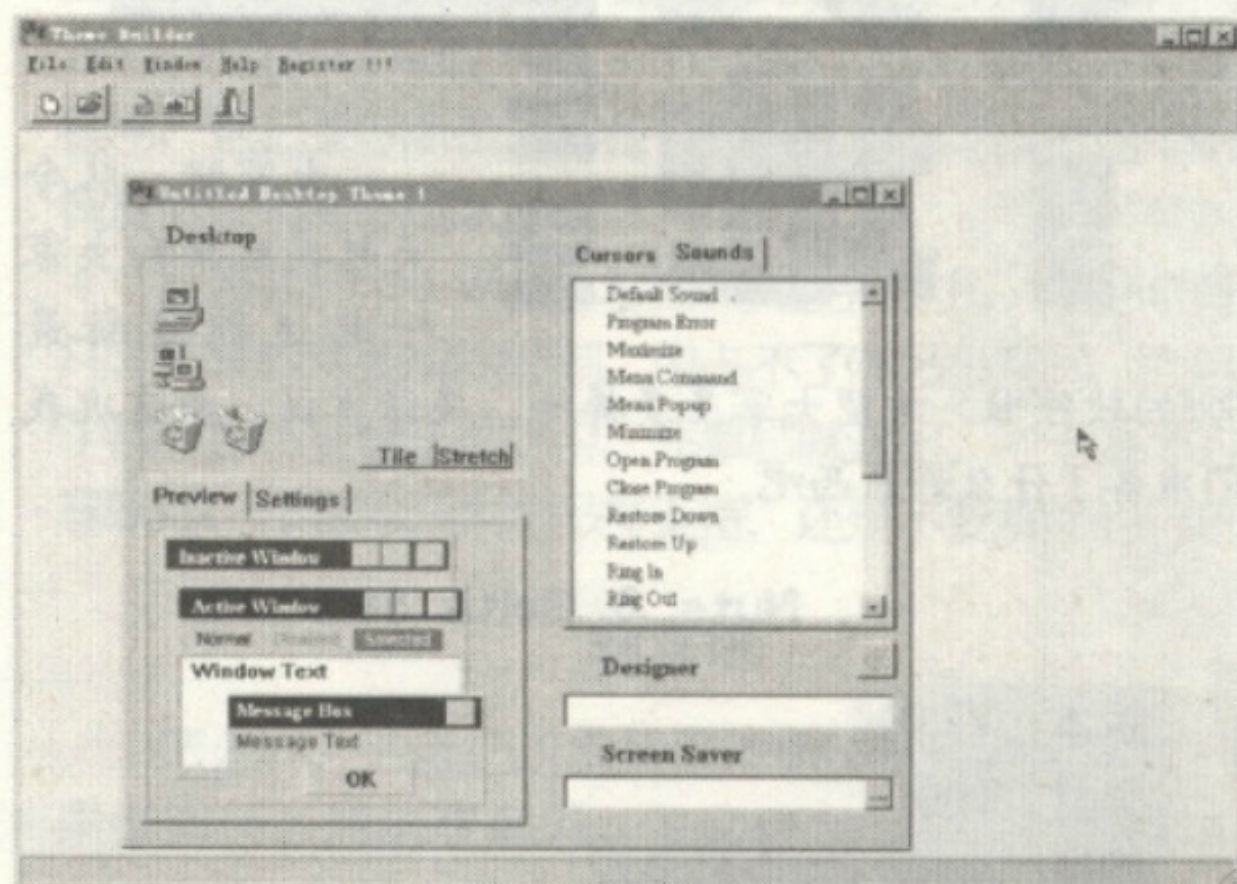 Theme Builder
File Edit Window Help Register !!!
Untitled Desktop Theme 1
Desktop
Tile Stretch
Preview Settings
Inactive Window
Active Window
Normal Disabled Selected
Window Text
Message Box
Message Text
OK
Cursors Sounds
Default Sound
Program Error
Maximize
Menu Command
Menu Popup
Minimize
Open Program
Close Program
Restore Down
Restore Up
Ring In
Ring Out
Designer
Screen Saver